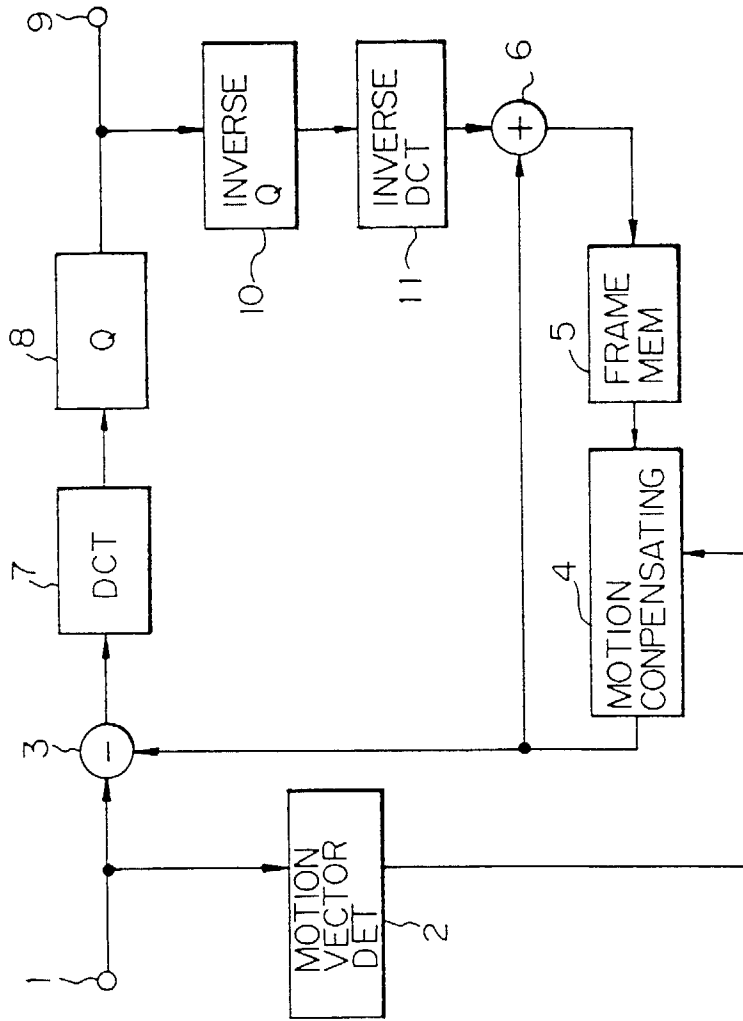 1
MOTION
VECTOR
DET
2
3
-
7
DCT
8
Q
9
INVERSE
Q
10
INVERSE
DCT
11
+
6
5
FRAME
MEM
4
MOTION
CONPENSATING